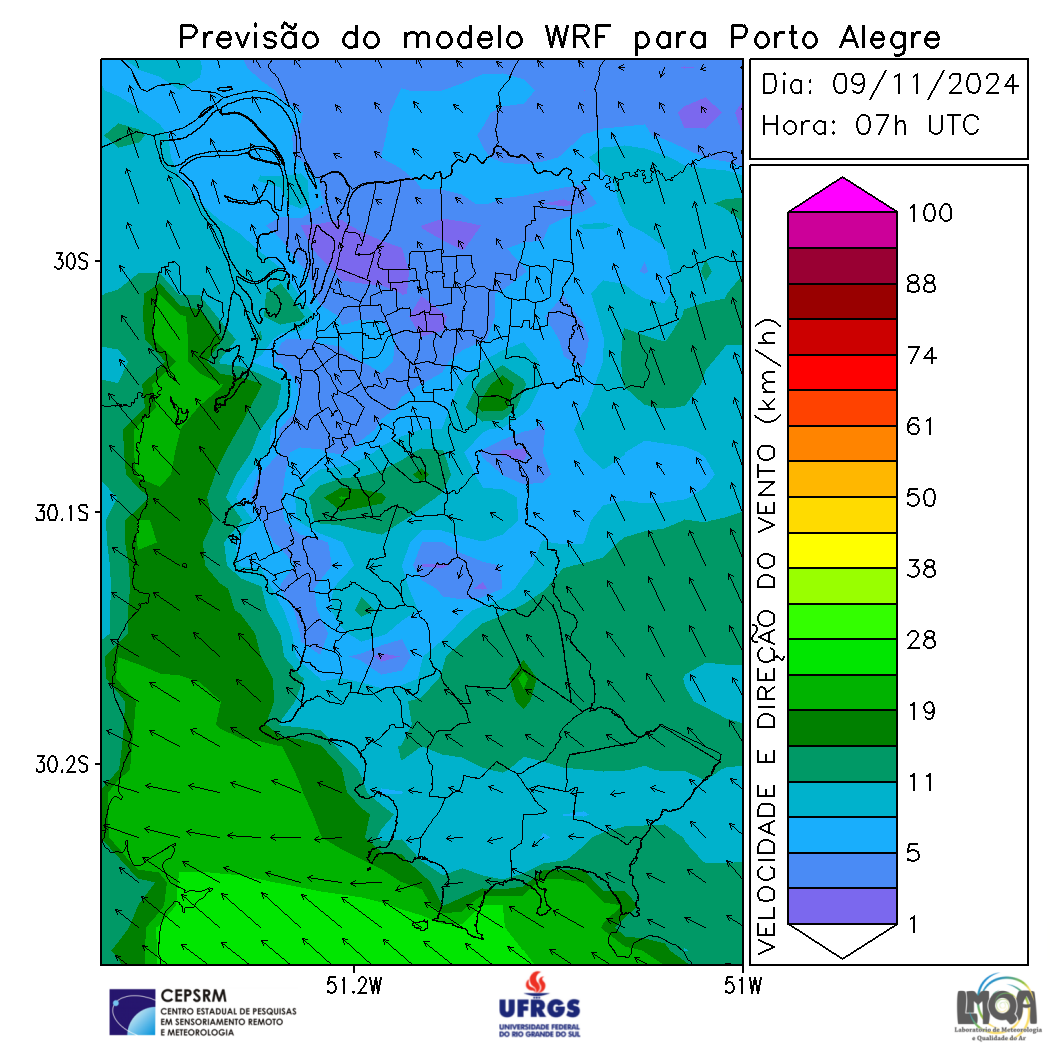 Previsão do modelo WRF para Porto Alegre
Dia: 09/11/2024
Hora: 07h UTC
30S
30.1S
30.2S
51.2W
51W
VELOCIDADE E DIREÇÃO DO VENTO (km/h)
100
88
74
61
50
38
28
19
11
5
1
CEPSRM
CENTRO ESTADUAL DE PESQUISAS
EM SENSORIAMENTO REMOTO
E METEOROLOGIA
UFRGS
UNIVERSIDADE FEDERAL
DO RIO GRANDE DO SUL
LMQA
Laboratório de Meteorologia
e Qualidade do Ar